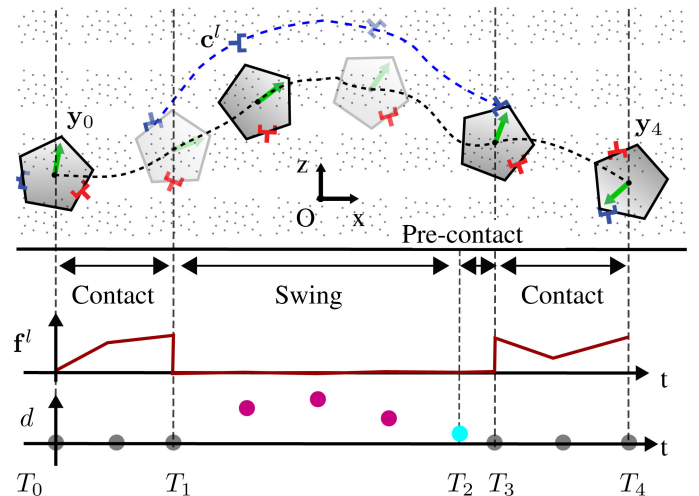 c^l
y_0
y_4
z
O
x
Pre-contact
Contact
Swing
Contact
f^l
t
d
t
T_0
T_1
T_2
T_3
T_4